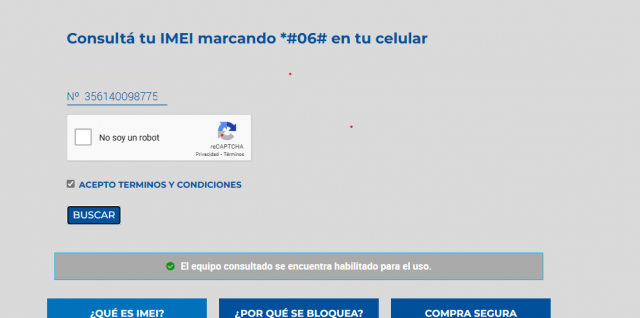 Consultá tu IMEI marcando *#06# en tu celular
Nº 356140098775
No soy un robot
reCAPTCHA
Privacidad - Términos
ACEPTO TERMINOS Y CONDICIONES
BUSCAR
El equipo consultado se encuentra habilitado para el uso.
¿QUÉ ES IMEI?
¿POR QUÉ SE BLOQUEA?
COMPRA SEGURA